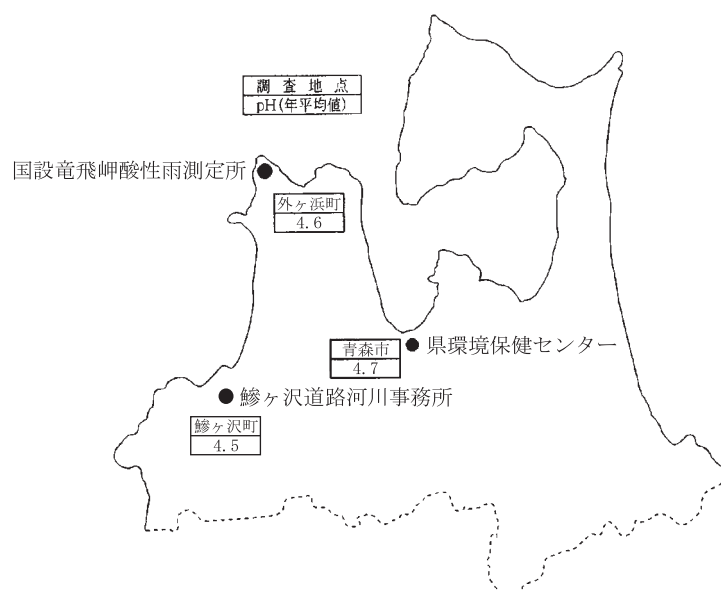 調査地点
pH(年平均値)
国設竜飛岬酸性雨測定所
外ヶ浜町
4.6
青森市
4.7
県環境保健センター
鰺ヶ沢道路河川事務所
鰺ヶ沢町
4.5